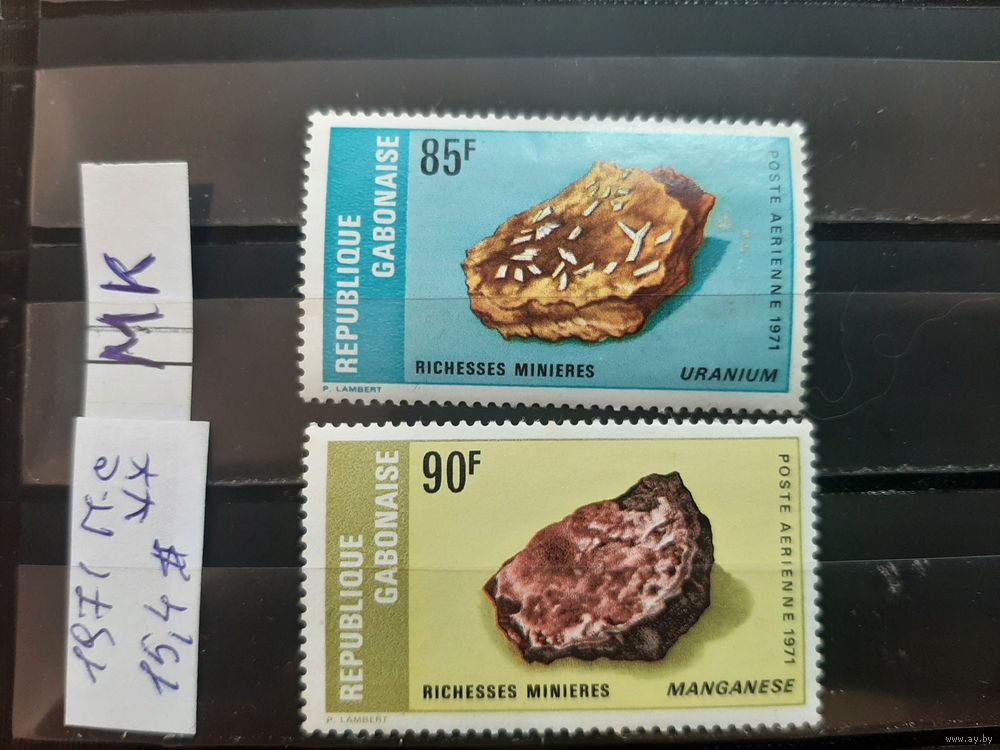 MK
1971 м-с
**
15,4 #
85F
REPUBLIQUE
GABONAISE
POSTE AERIENNE 1971
RICHESSES MINIERES
URANIUM
P. LAMBERT
90F
REPUBLIQUE
GABONAISE
POSTE AERIENNE 1971
RICHESSES MINIERES
MANGANESE
P. LAMBERT
www.ay.by